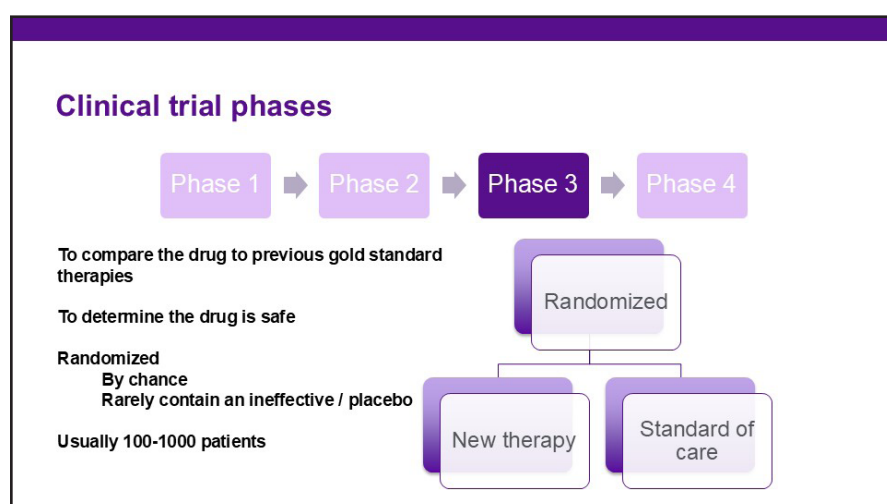 Clinical trial phases
Phase 1
Phase 2
Phase 3
Phase 4
To compare the drug to previous gold standard
therapies
To determine the drug is safe
Randomized
By chance
Rarely contain an ineffective / placebo
Usually 100-1000 patients
Randomized
New therapy
Standard of
care